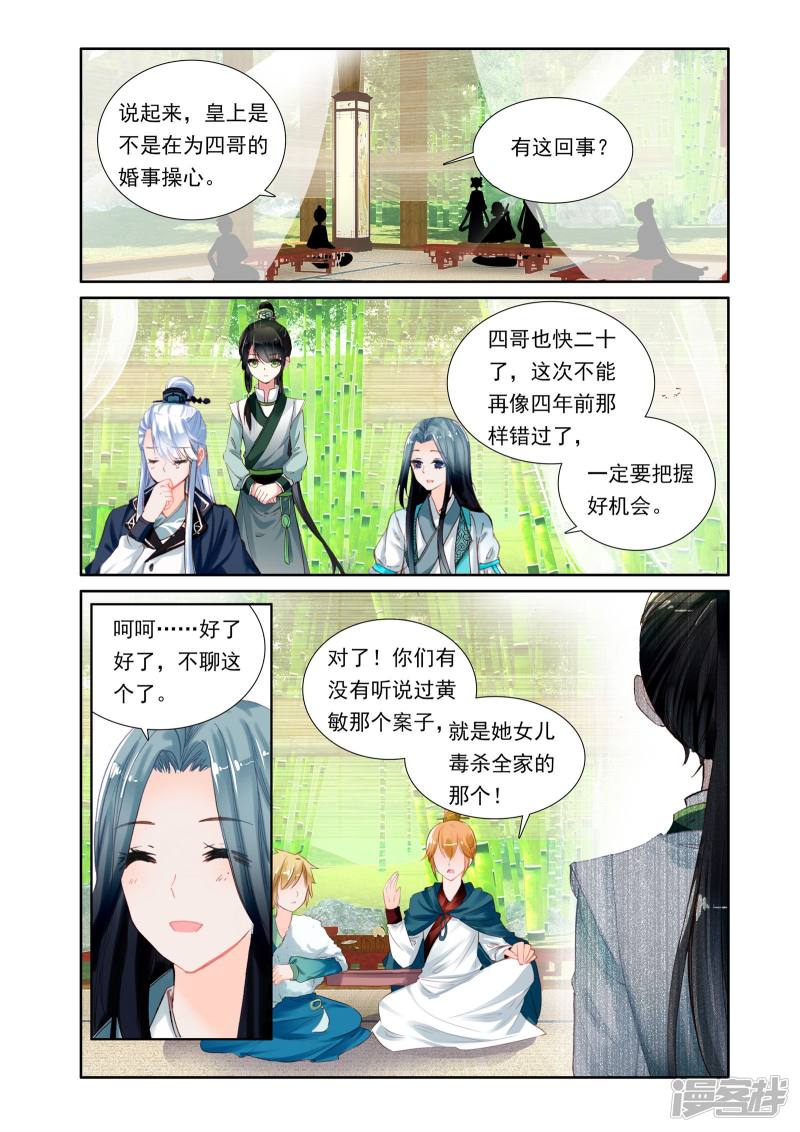 说起来，皇上是
不是在为四哥的
婚事操心。
有这回事？
四哥也快二十
了，这次不能
再像四年前那
样错过了，
一定要把握
好机会。
呵呵……好了
好了，不聊这
个了。
对了！你们有
没有听说过黄
敏那个案子，
就是她女儿
毒杀全家的
那个！
漫客栈